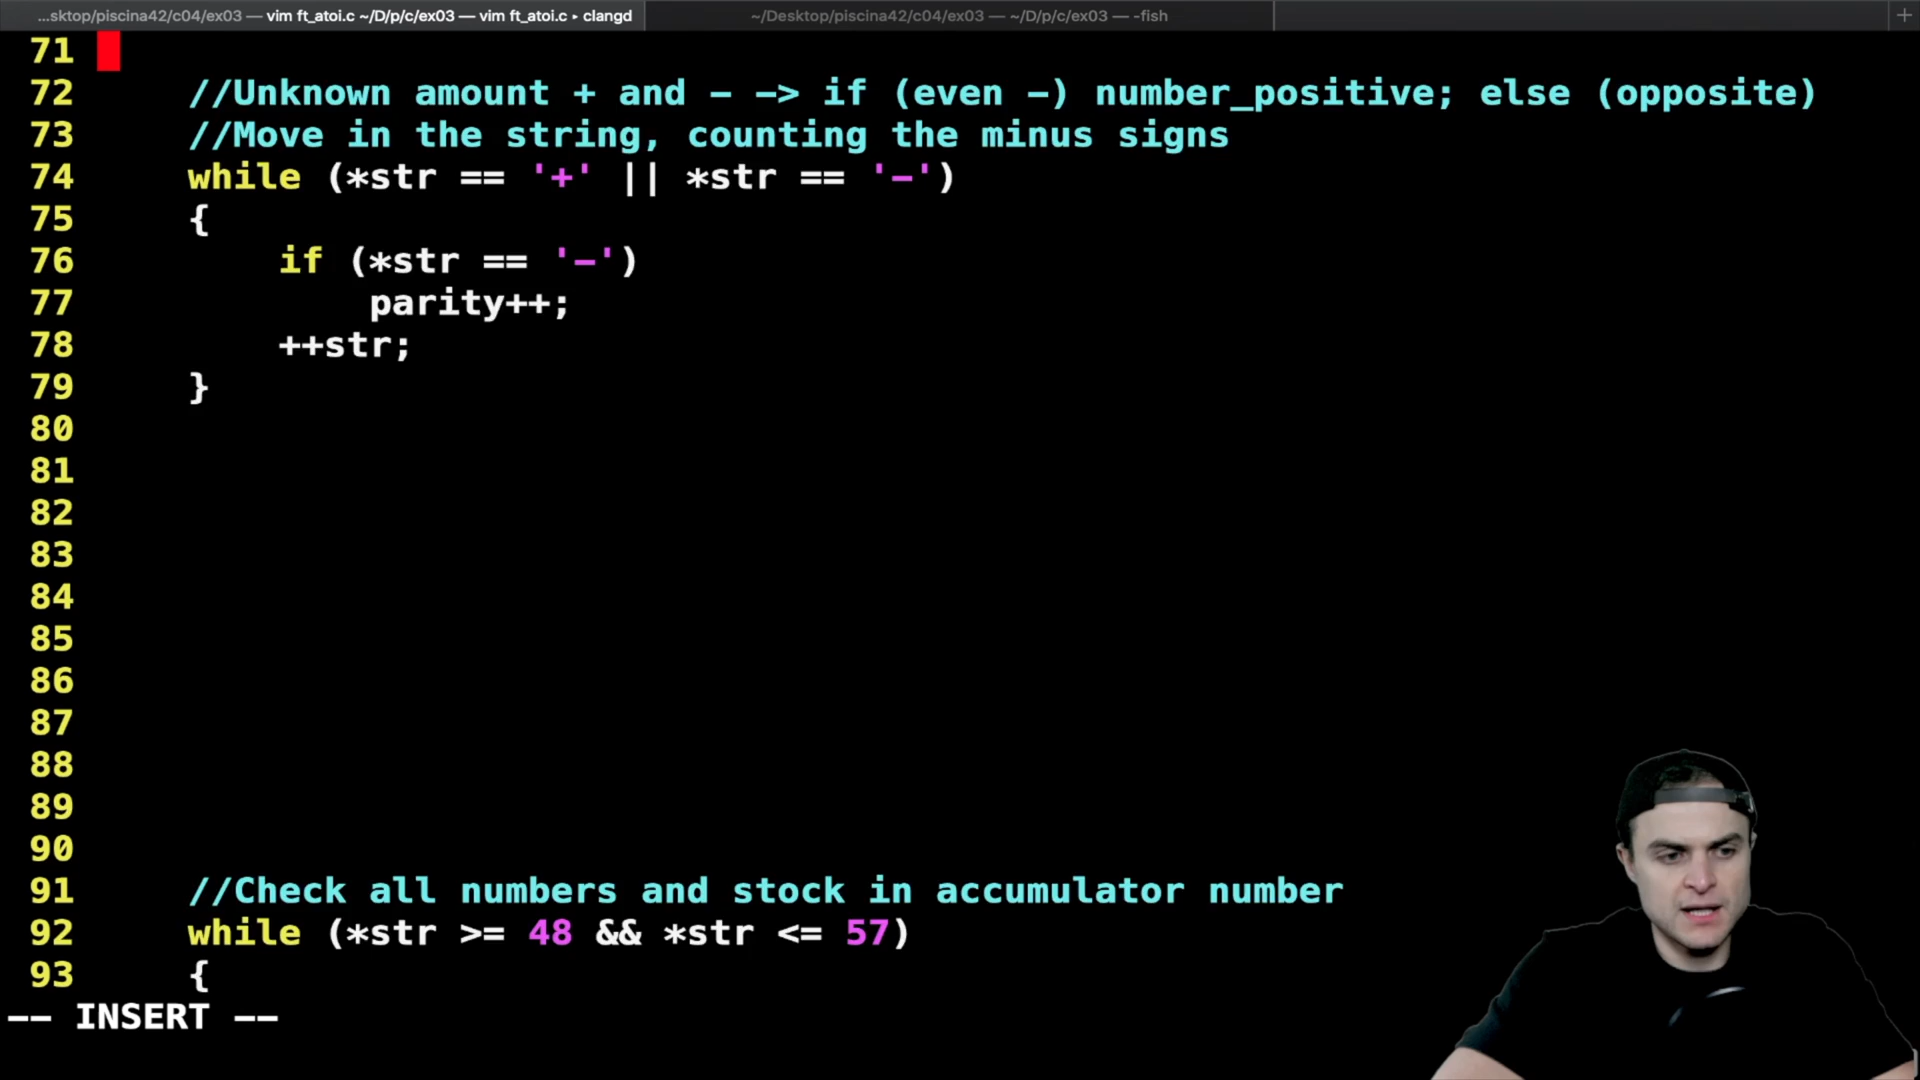 ...sktop/piscina42/c04/ex03 — vim ft_atoi.c ~/D/p/c/ex03 — vim ft_atoi.c ▸ clangd
~/Desktop/piscina42/c04/ex03 — ~/D/p/c/ex03 — -fish
+
71
72 //Unknown amount + and - -> if (even -) number_positive; else (opposite)
73 //Move in the string, counting the minus signs
74 while (*str == '+' || *str == '-')
75 {
76 if (*str == '-')
77 parity++;
78 ++str;
79 }
80
81
82
83
84
85
86
87
88
89
90
91 //Check all numbers and stock in accumulator number
92 while (*str >= 48 && *str <= 57)
93 {
-- INSERT --